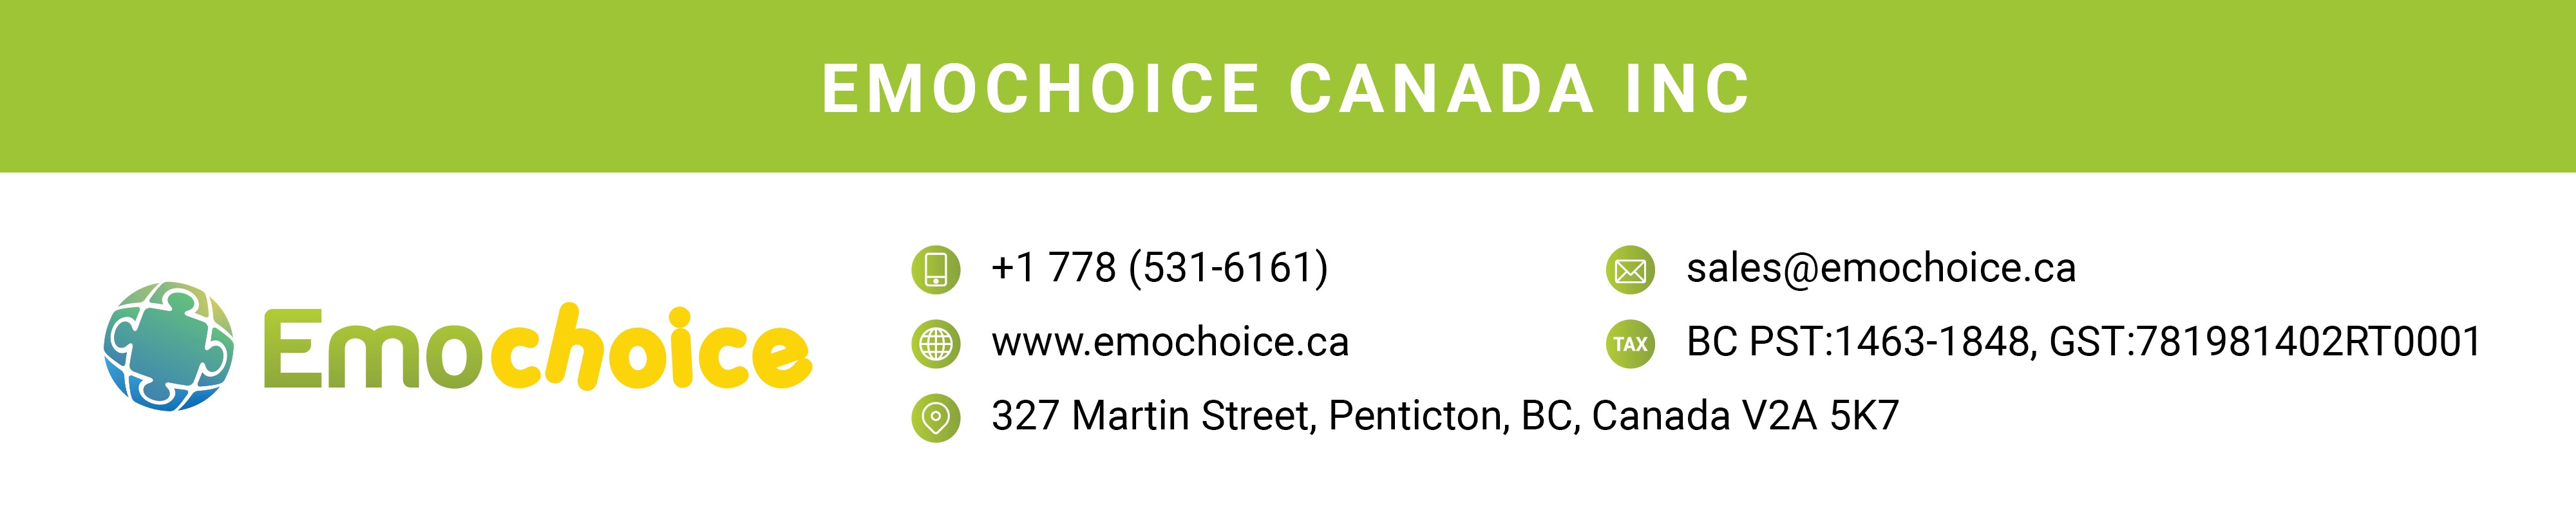 EMOCHOICE CANADA INC
Emochoice
+1 778 (531-6161)
sales@emochoice.ca
www.emochoice.ca
TAX BC PST:1463-1848, GST:781981402RT0001
327 Martin Street, Penticton, BC, Canada V2A 5K7